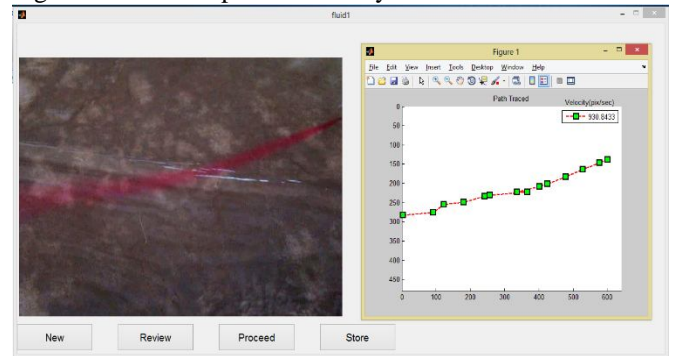 fluid1
Figure 1
File Edit View Insert Tools Desktop Window Help
Path Traced
Velocity(pix/sec)
930.8433
0
50
100
150
200
250
300
350
400
450
0 100 200 300 400 500 600
New Review Proceed Store